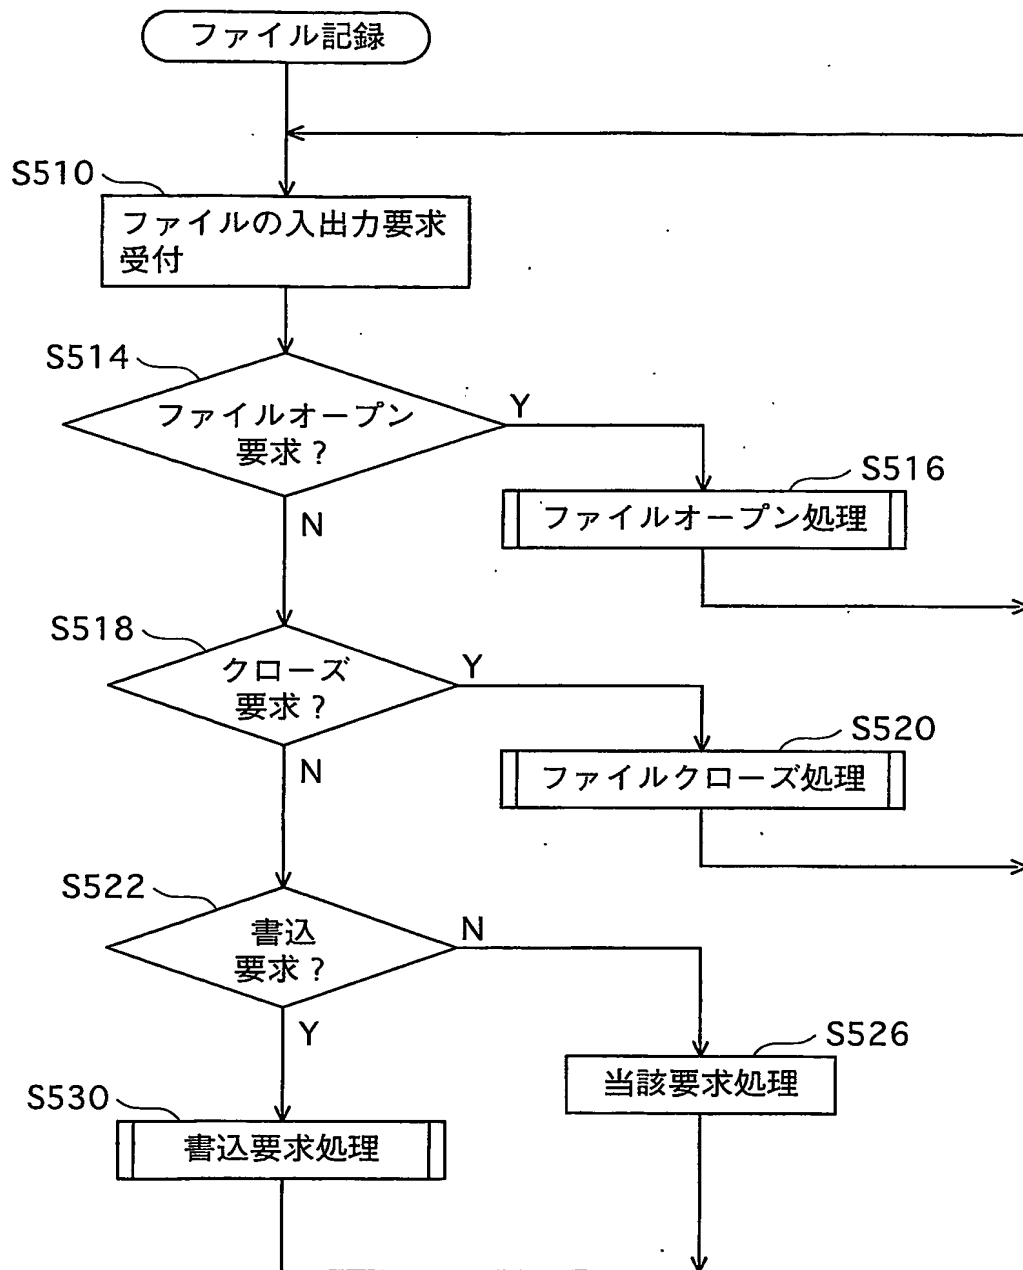 ファイル記録
S510
ファイルの入出力要求
受付
S514
ファイルオープン
要求？
Y
N
S516
ファイルオープン処理
S518
クローズ
要求？
Y
N
S520
ファイルクローズ処理
S522
書込
要求？
N
Y
S526
当該要求処理
S530
書込要求処理